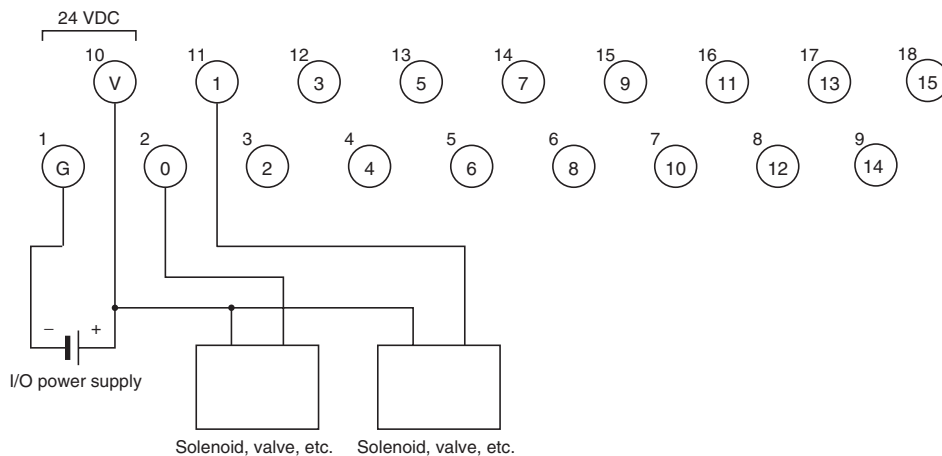 24 VDC
10 11 12 13 14 15 16 17 18
V 1 3 5 7 9 11 13 15
1 2 3 4 5 6 7 8 9
G 0 2 4 6 8 10 12 14
− +
I/O power supply
Solenoid, valve, etc. Solenoid, valve, etc.